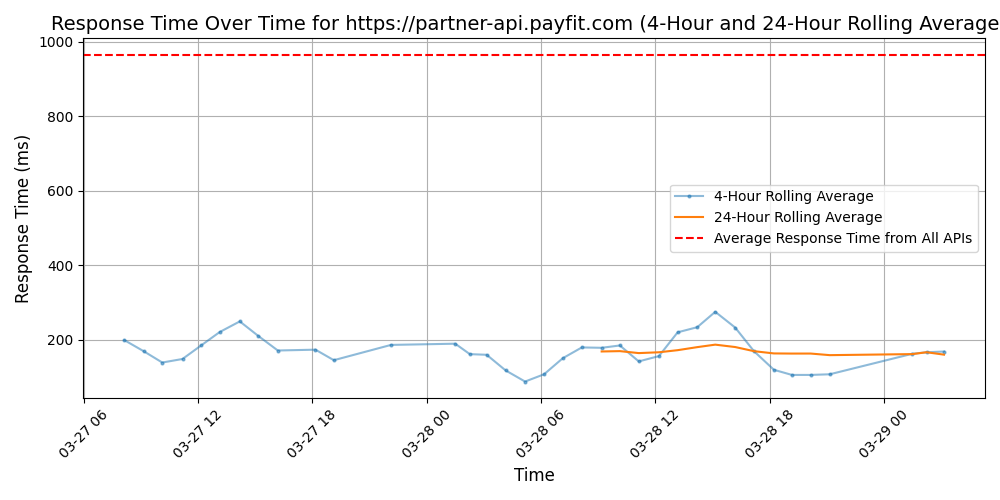 Response Time Over Time for https://partner-api.payfit.com (4-Hour and 24-Hour Rolling Average
Response Time (ms)
1000
800
600
400
200
4-Hour Rolling Average
24-Hour Rolling Average
Average Response Time from All APIs
03-27 06
03-27 12
03-27 18
03-28 00
03-28 06
03-28 12
03-28 18
03-29 00
Time